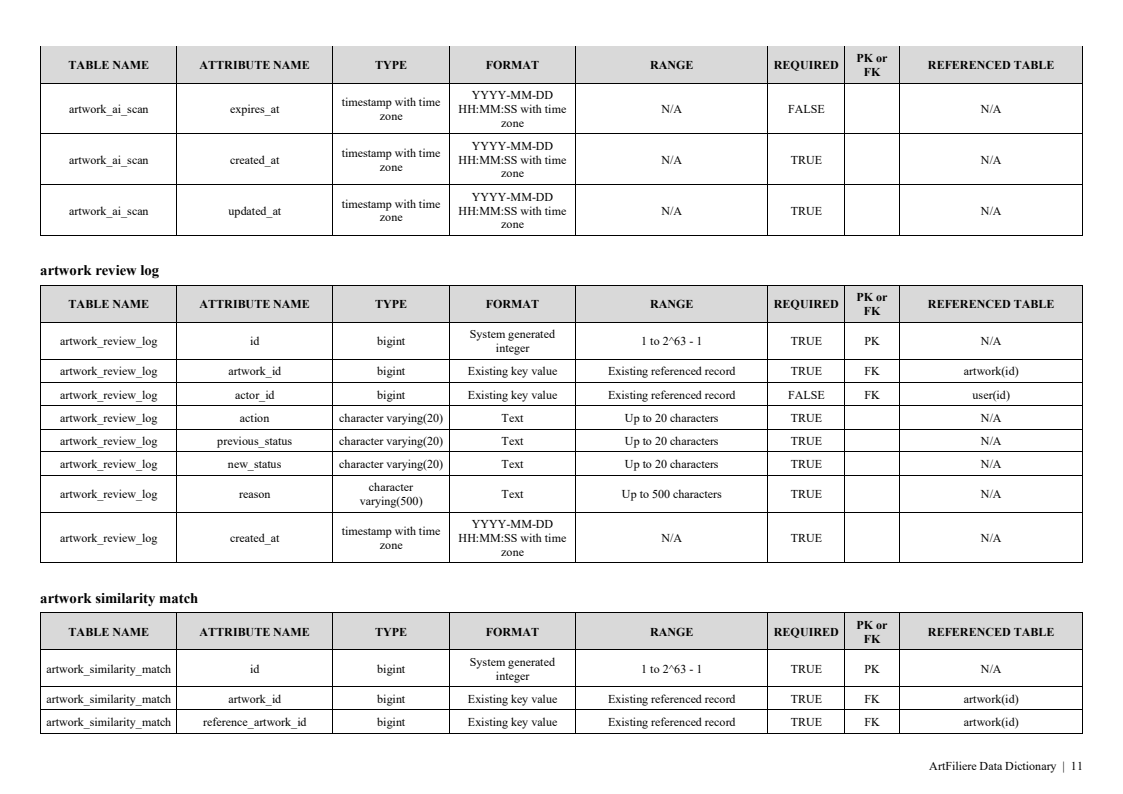 TABLE NAME ATTRIBUTE NAME TYPE FORMAT RANGE REQUIRED PK or FK REFERENCED TABLE
artwork_ai_scan expires_at timestamp with time zone YYYY-MM-DD HH:MM:SS with time zone N/A FALSE N/A
artwork_ai_scan created_at timestamp with time zone YYYY-MM-DD HH:MM:SS with time zone N/A TRUE N/A
artwork_ai_scan updated_at timestamp with time zone YYYY-MM-DD HH:MM:SS with time zone N/A TRUE N/A
artwork review log
TABLE NAME ATTRIBUTE NAME TYPE FORMAT RANGE REQUIRED PK or FK REFERENCED TABLE
artwork_review_log id bigint System generated integer 1 to 2^63 - 1 TRUE PK N/A
artwork_review_log artwork_id bigint Existing key value Existing referenced record TRUE FK artwork(id)
artwork_review_log actor_id bigint Existing key value Existing referenced record FALSE FK user(id)
artwork_review_log action character varying(20) Text Up to 20 characters TRUE N/A
artwork_review_log previous_status character varying(20) Text Up to 20 characters TRUE N/A
artwork_review_log new_status character varying(20) Text Up to 20 characters TRUE N/A
artwork_review_log reason character varying(500) Text Up to 500 characters TRUE N/A
artwork_review_log created_at timestamp with time zone YYYY-MM-DD HH:MM:SS with time zone N/A TRUE N/A
artwork similarity match
TABLE NAME ATTRIBUTE NAME TYPE FORMAT RANGE REQUIRED PK or FK REFERENCED TABLE
artwork_similarity_match id bigint System generated integer 1 to 2^63 - 1 TRUE PK N/A
artwork_similarity_match artwork_id bigint Existing key value Existing referenced record TRUE FK artwork(id)
artwork_similarity_match reference_artwork_id bigint Existing key value Existing referenced record TRUE FK artwork(id)
ArtFiliere Data Dictionary | 11